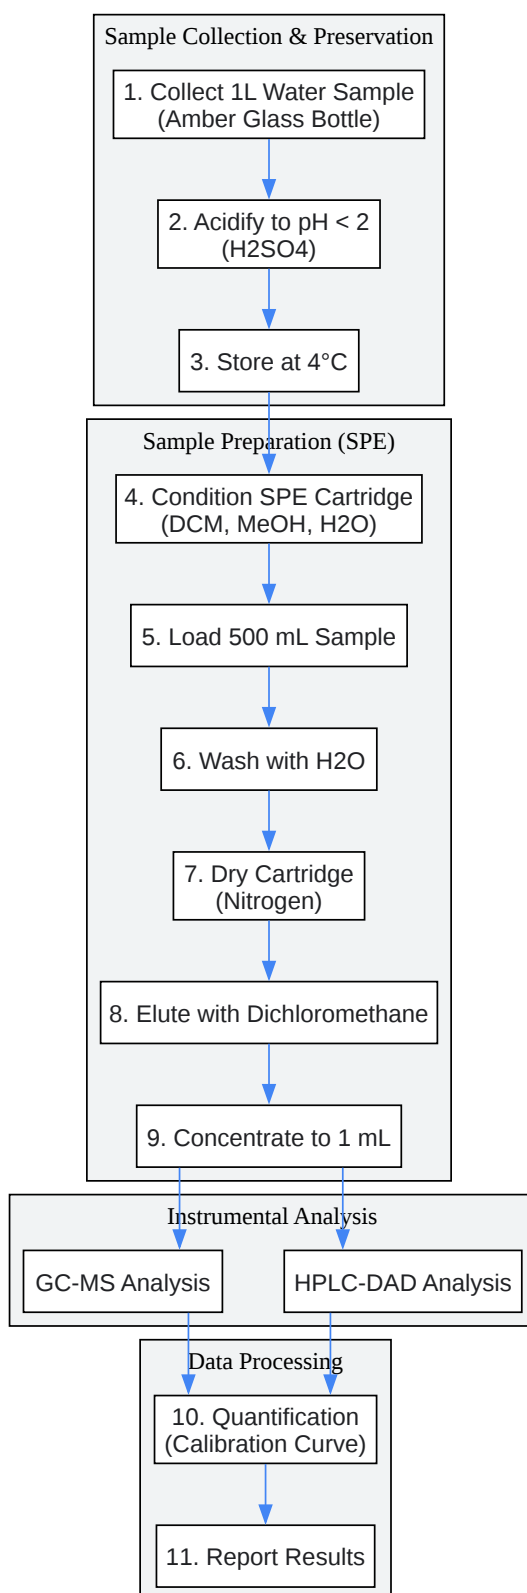 Sample Collection & Preservation
1. Collect 1L Water Sample
(Amber Glass Bottle)
2. Acidify to pH < 2
(H2SO4)
3. Store at 4°C
Sample Preparation (SPE)
4. Condition SPE Cartridge
(DCM, MeOH, H2O)
5. Load 500 mL Sample
6. Wash with H2O
7. Dry Cartridge
(Nitrogen)
8. Elute with Dichloromethane
9. Concentrate to 1 mL
Instrumental Analysis
GC-MS Analysis
HPLC-DAD Analysis
Data Processing
10. Quantification
(Calibration Curve)
11. Report Results